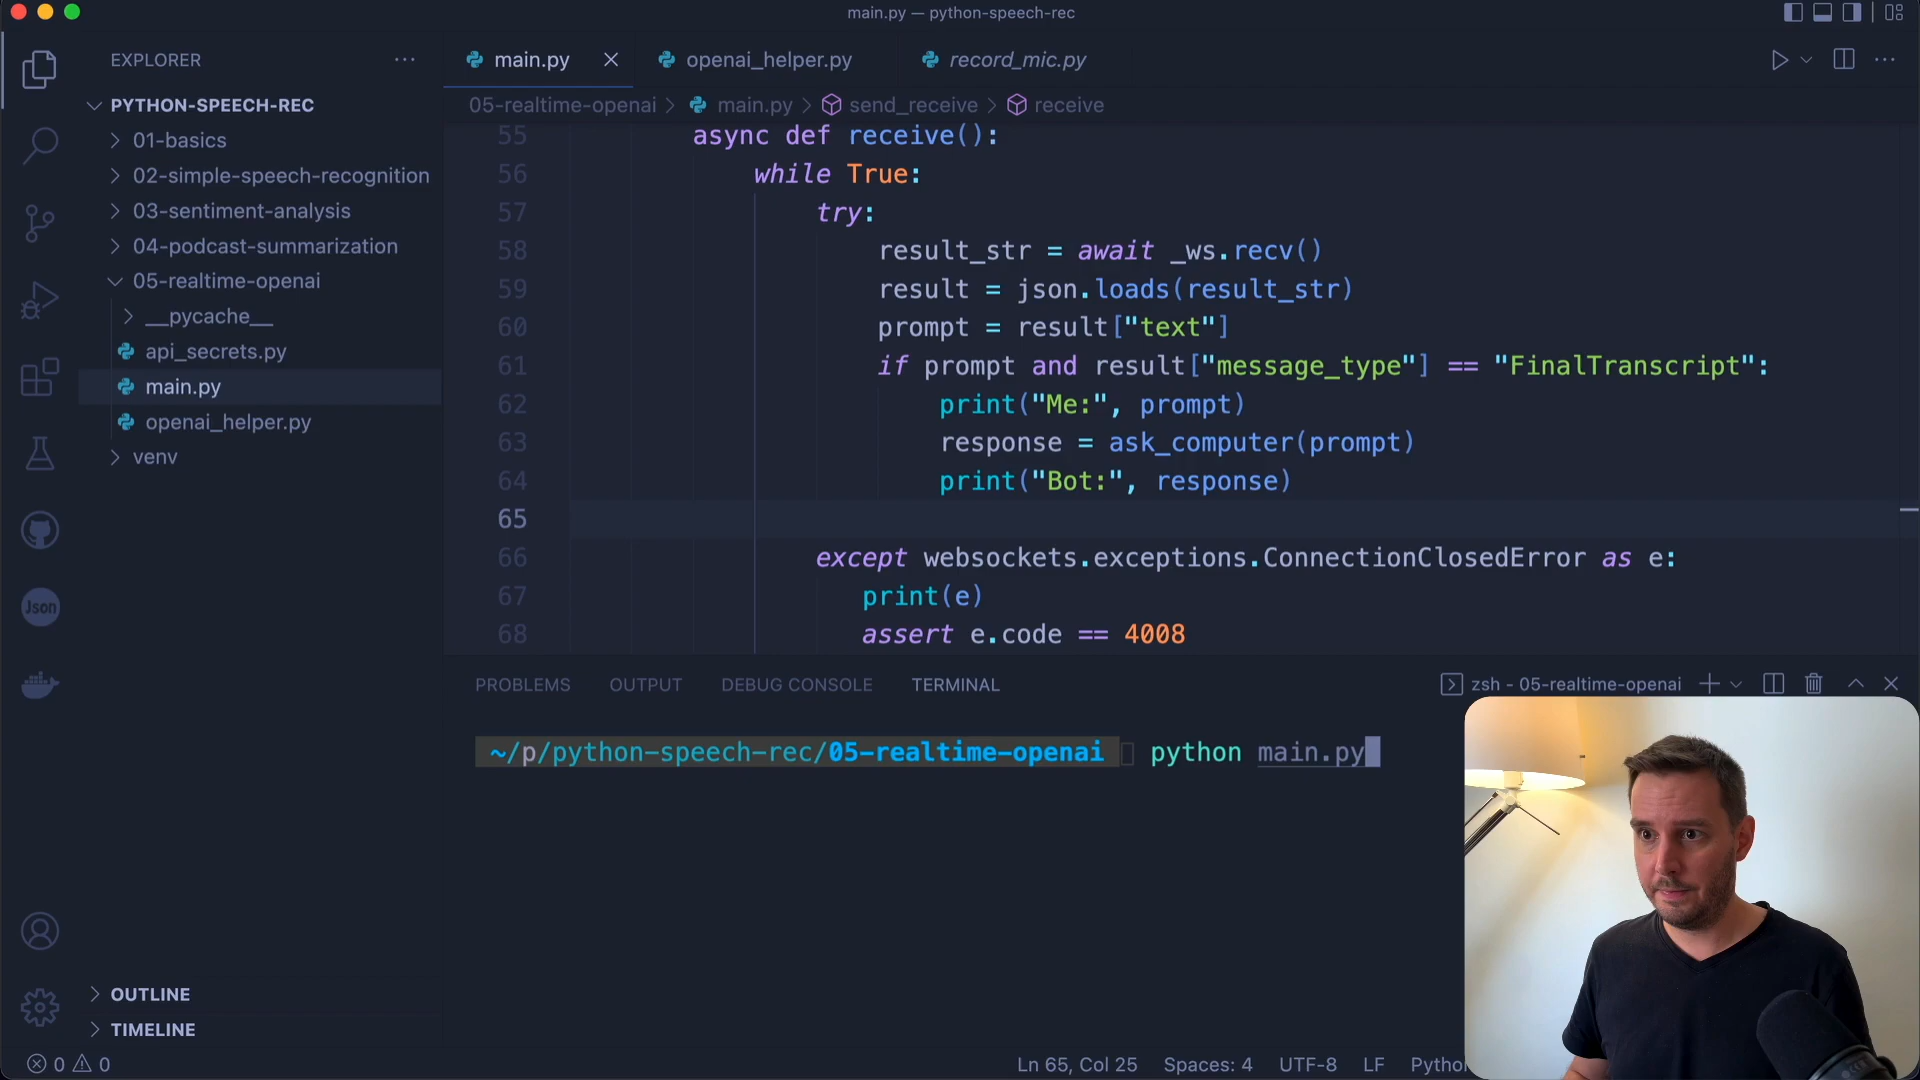 main.py — python-speech-rec
EXPLORER
main.py
openai_helper.py
record_mic.py
PYTHON-SPEECH-REC
01-basics
02-simple-speech-recognition
03-sentiment-analysis
04-podcast-summarization
05-realtime-openai
__pycache__
api_secrets.py
main.py
openai_helper.py
venv
Json
OUTLINE
TIMELINE
05-realtime-openai > main.py > send_receive > receive
55 async def receive():
56 while True:
57 try:
58 result_str = await _ws.recv()
59 result = json.loads(result_str)
60 prompt = result["text"]
61 if prompt and result["message_type"] == "FinalTranscript":
62 print("Me:", prompt)
63 response = ask_computer(prompt)
64 print("Bot:", response)
65
66 except websockets.exceptions.ConnectionClosedError as e:
67 print(e)
68 assert e.code == 4008
PROBLEMS OUTPUT DEBUG CONSOLE TERMINAL
zsh - 05-realtime-openai
~/p/python-speech-rec/05-realtime-openai python main.py
0 0
Ln 65, Col 25 Spaces: 4 UTF-8 LF